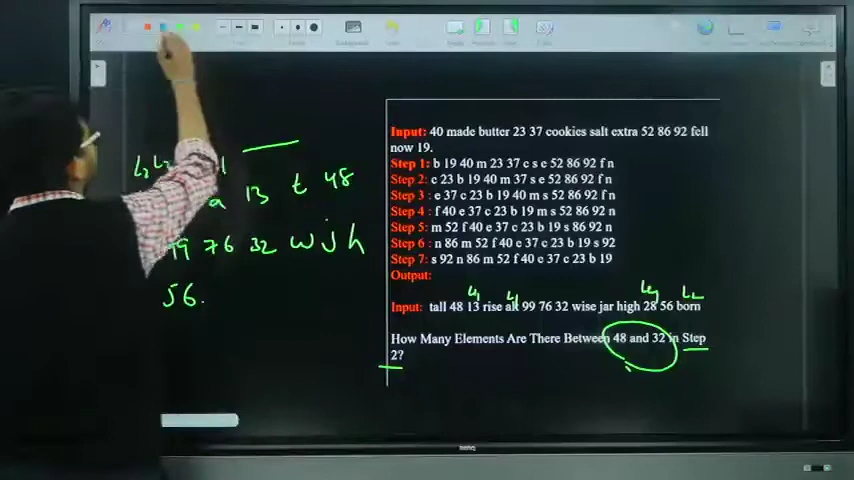 Input: 40 made butter 23 37 cookies salt extra 52 86 92 fell
now 19.
Step 1: b 19 40 m 23 37 c s e 52 86 92 f n
Step 2: c 23 b 19 40 m 37 s e 52 86 92 f n
Step 3 : e 37 c 23 b 19 40 m s 52 86 92 f n
Step 4 : f 40 e 37 c 23 b 19 m s 52 86 92 n
Step 5: m 52 f 40 e 37 c 23 b 19 s 86 92 n
Step 6 : n 86 m 52 f 40 e 37 c 23 b 19 s 92
Step 7: s 92 n 86 m 52 f 40 e 37 c 23 b 19
Output:
Input: tall 48 13 rise alt 99 76 32 wise jar high 28 56 born
How Many Elements Are There Between 48 and 32 in Step
2?
a 13 t 48
99 76 32 w j h
56.
benq